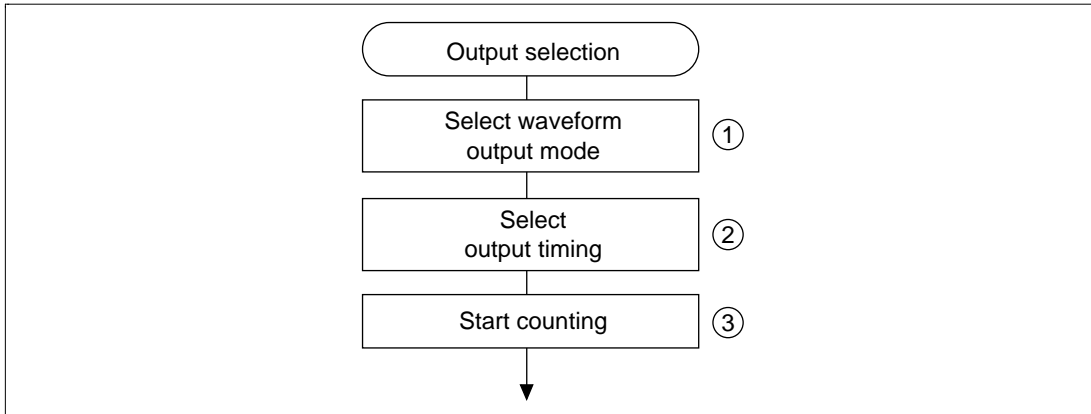 Output selection
Select waveform
output mode
①
Select
output timing
②
Start counting
③